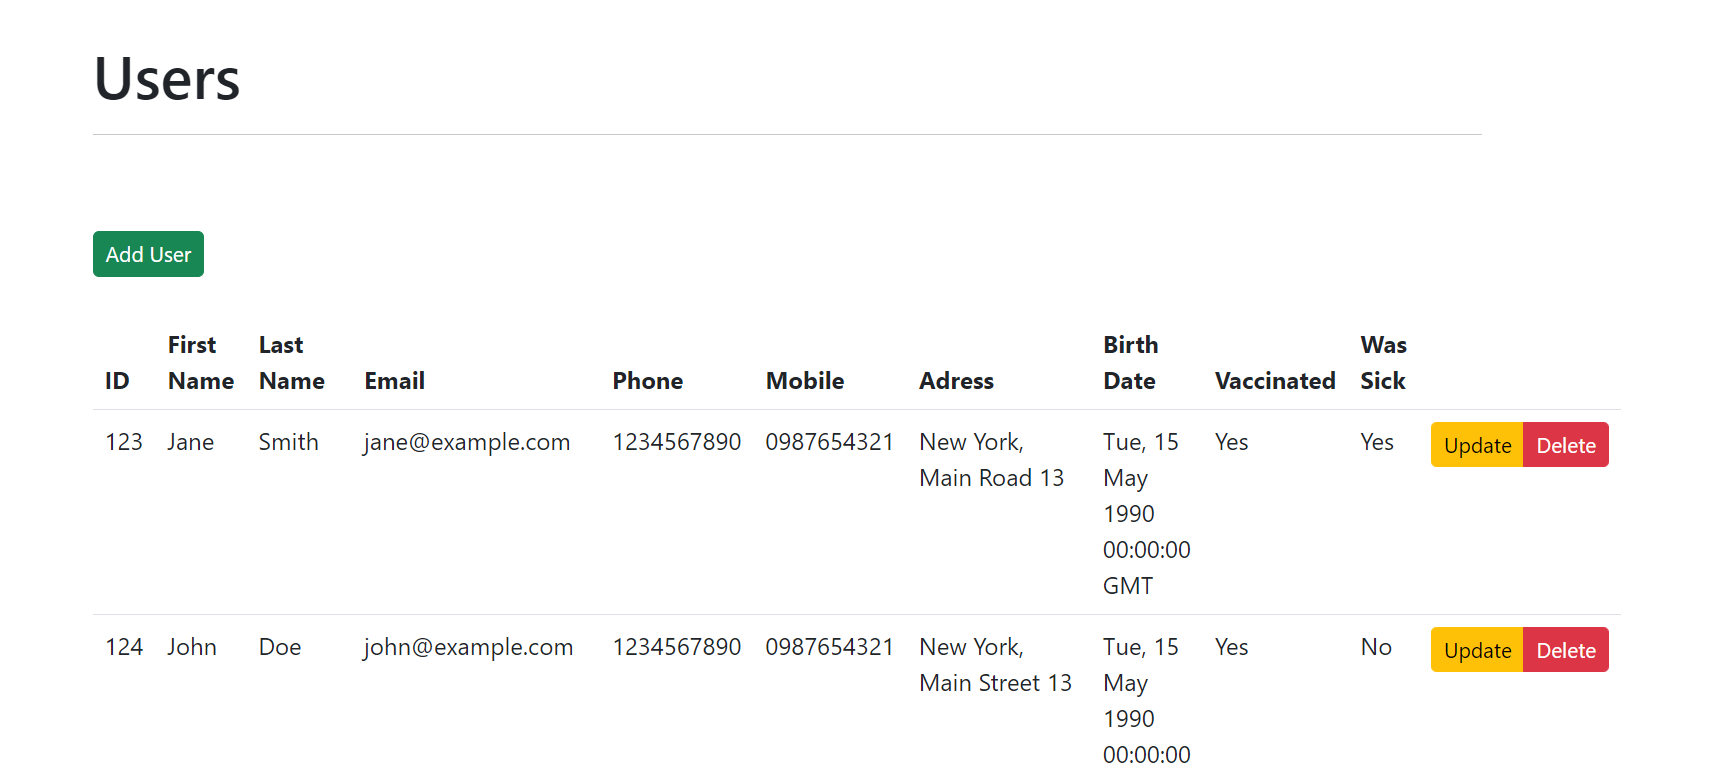 Users
Add User
ID First Name Last Name Email Phone Mobile Adress Birth Date Vaccinated Was Sick
123 Jane Smith jane@example.com 1234567890 0987654321 New York, Main Road 13 Tue, 15 May 1990 00:00:00 GMT Yes Yes Update Delete
124 John Doe john@example.com 1234567890 0987654321 New York, Main Street 13 Tue, 15 May 1990 00:00:00 Yes No Update Delete